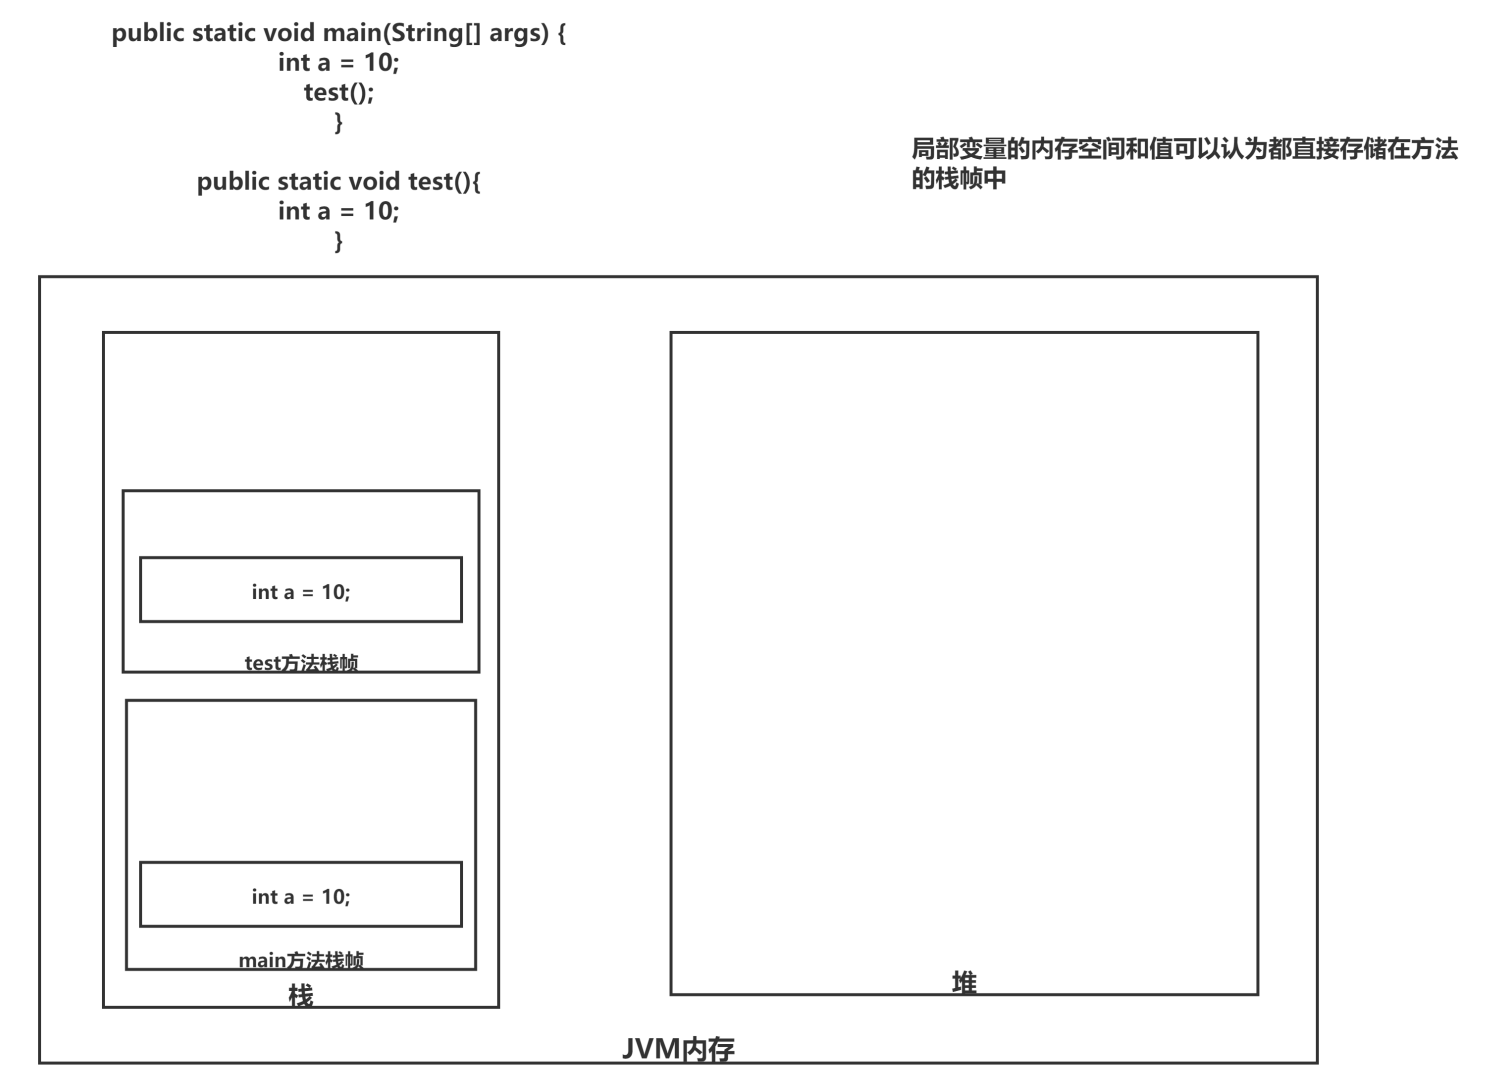 public static void main(String[] args) {
int a = 10;
test();
}
public static void test(){
int a = 10;
}
局部变量的内存空间和值可以认为都直接存储在方法
的栈帧中
int a = 10;
test方法栈帧
int a = 10;
main方法栈帧
栈
堆
JVM内存